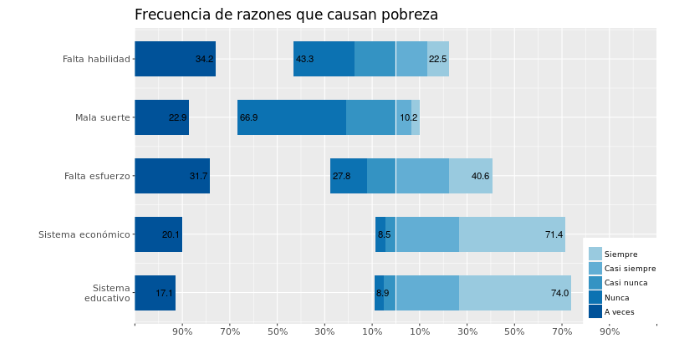 Frecuencia de razones que causan pobreza
Falta habilidad
34.2
43.3
22.5
Mala suerte
22.9
66.9
10.2
Falta esfuerzo
31.7
27.8
40.6
Sistema económico
20.1
8.5
71.4
Sistema
educativo
17.1
8.9
74.0
Siempre
Casi siempre
Casi nunca
Nunca
A veces
90% 70% 50% 30% 10% 10% 30% 50% 70% 90%